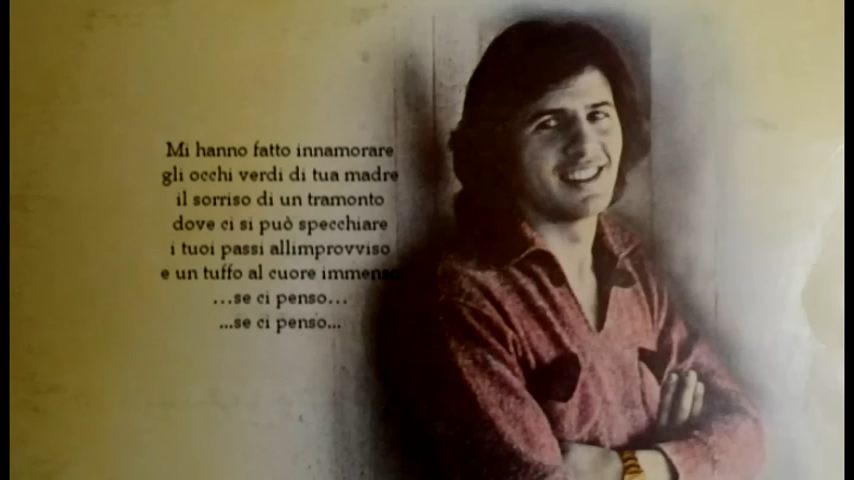 Mi hanno fatto innamorare
gli occhi verdi di tua madre
il sorriso di un tramonto
dove ci si può specchiare
i tuoi passi allimprovviso
e un tuffo al cuore immenso
...se ci penso...
...se ci penso...